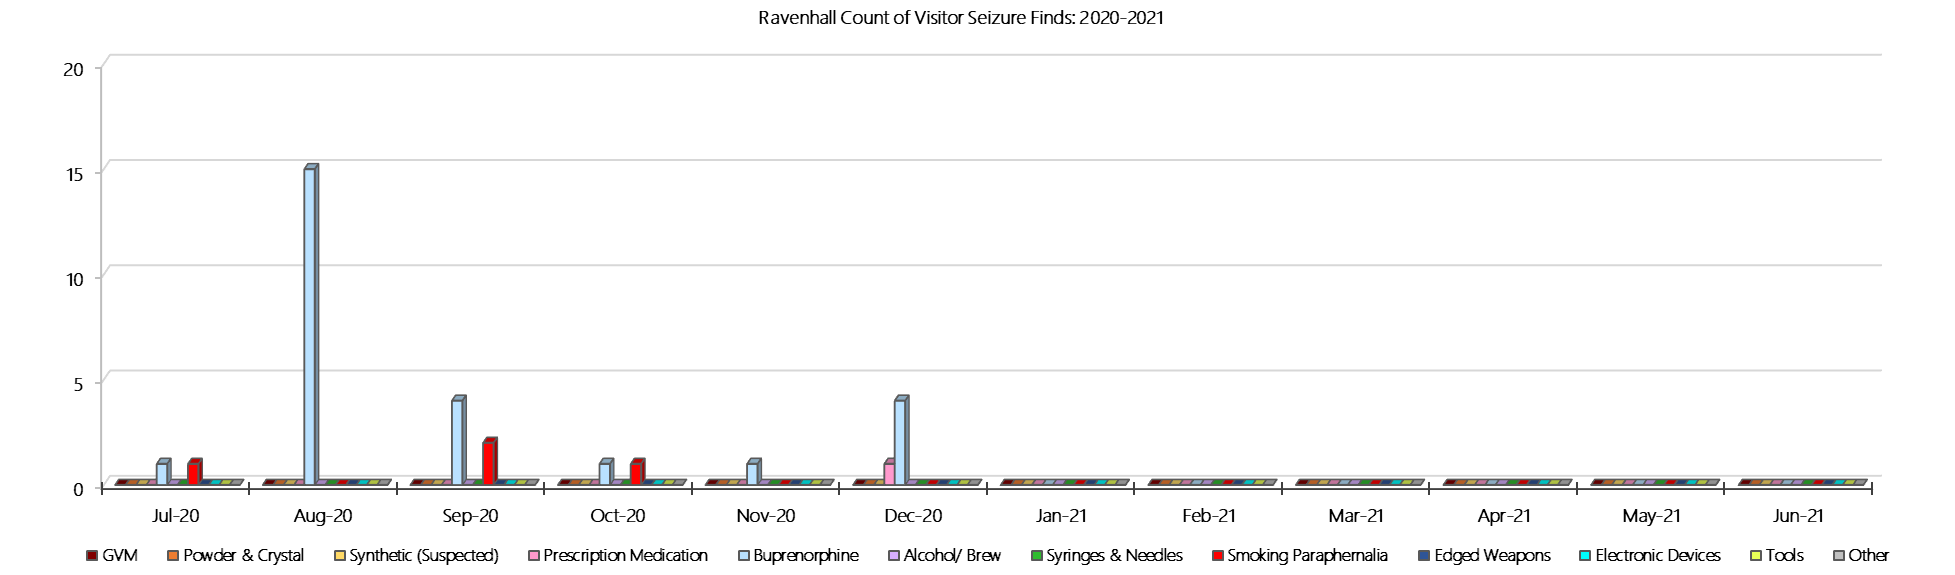 Ravenhall Count of Visitor Seizure Finds: 2020-2021
20
15
10
5
0
Jul-20 Aug-20 Sep-20 Oct-20 Nov-20 Dec-20 Jan-21 Feb-21 Mar-21 Apr-21 May-21 Jun-21
GVM Powder & Crystal Synthetic (Suspected) Prescription Medication Buprenorphine Alcohol/ Brew Syringes & Needles Smoking Paraphernalia Edged Weapons Electronic Devices Tools Other